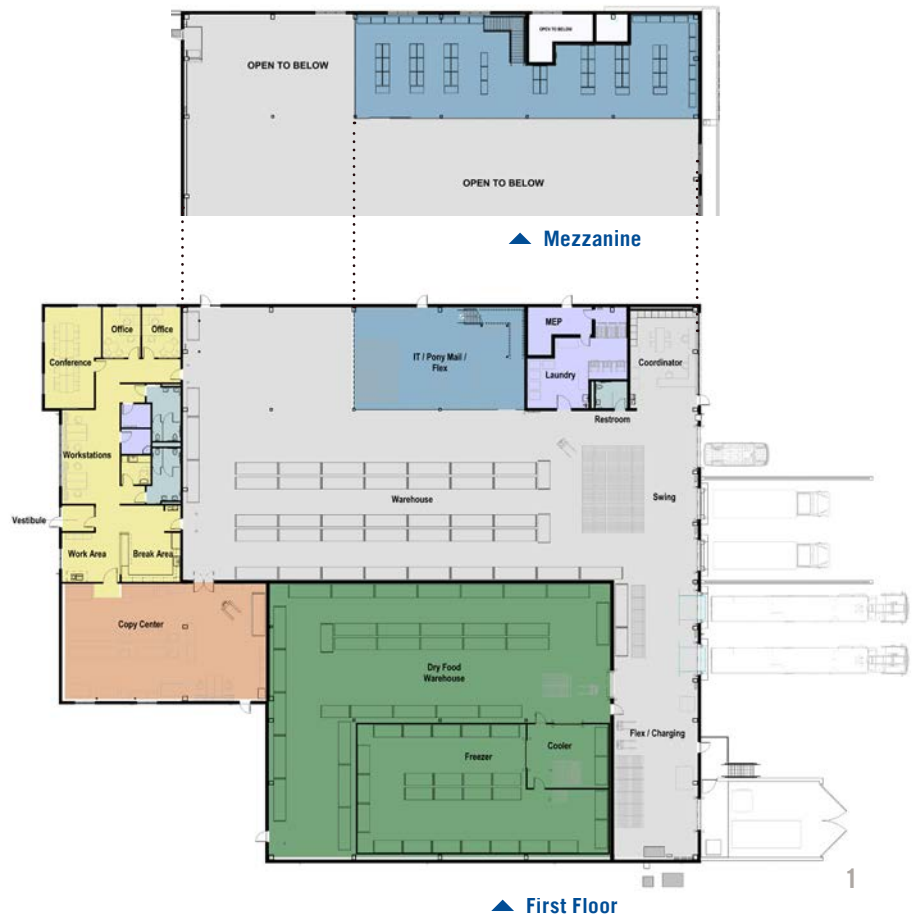 OPEN TO BELOW
OPEN TO BELOW
OPEN TO BELOW
Mezzanine
Office
Office
Conference
MEP
IT / Pony Mail /
Flex
Coordinator
Laundry
Restroom
Workstations
Warehouse
Swing
Vestibule
Work Area
Break Area
Copy Center
Dry Food
Warehouse
Flex / Charging
Cooler
Freezer
1
First Floor